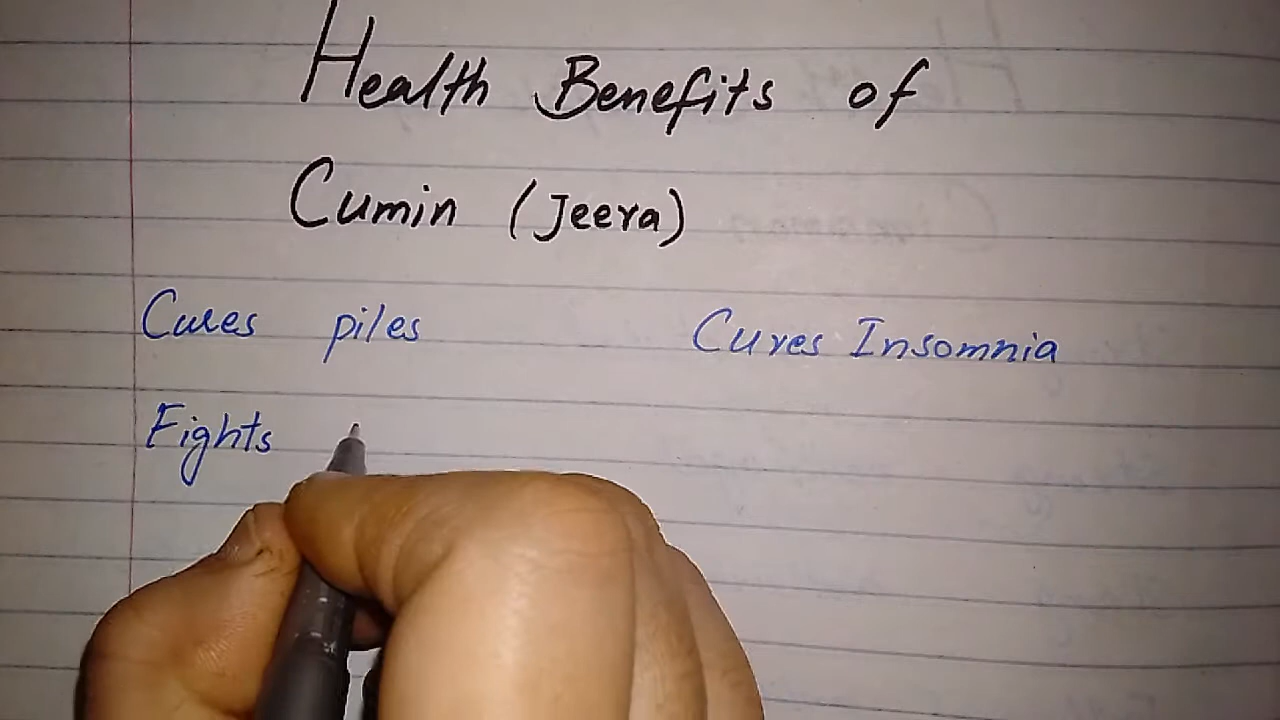 Health Benefits of
Cumin (Jeera)
Cures piles Cures Insomnia
Fights